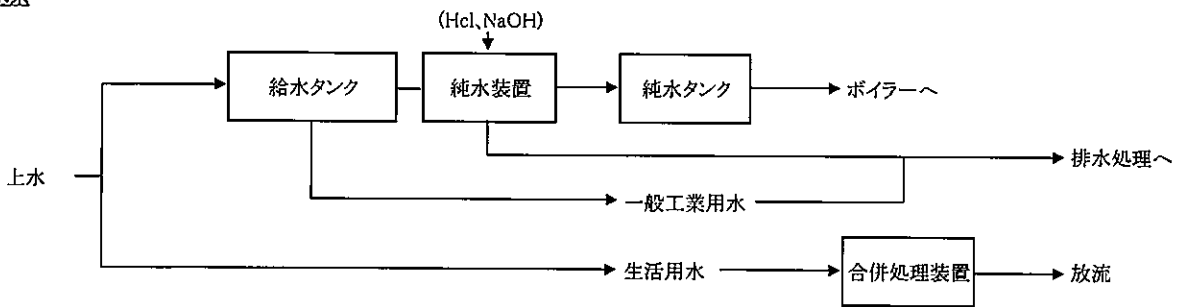 (Hcl、NaOH)
給水タンク
純水装置
純水タンク
ボイラーへ
排水処理へ
上水
一般工業用水
生活用水
合併処理装置
放流